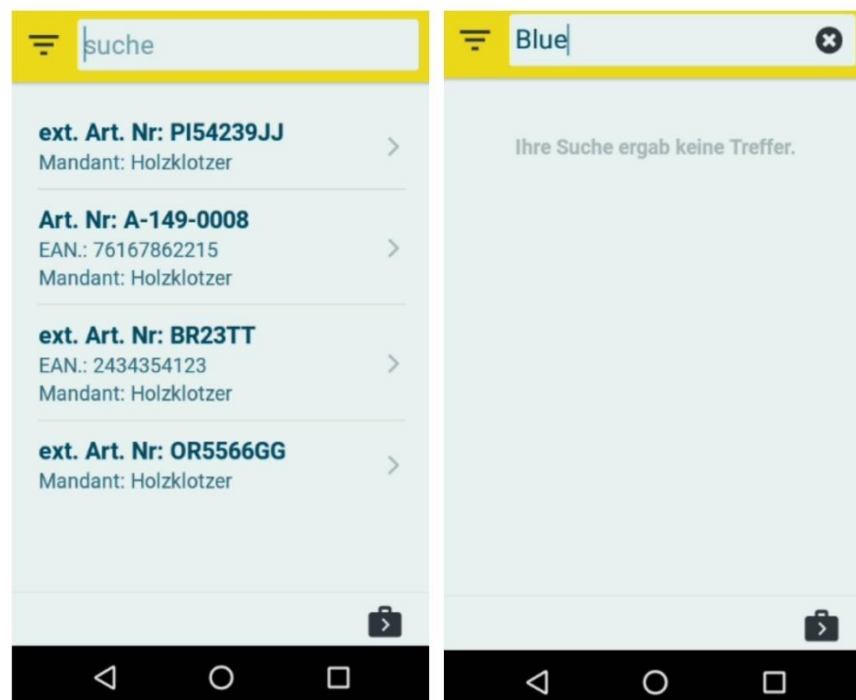 suche
ext. Art. Nr: PI54239JJ
Mandant: Holzklotzer
Art. Nr: A-149-0008
EAN.: 76167862215
Mandant: Holzklotzer
ext. Art. Nr: BR23TT
EAN.: 2434354123
Mandant: Holzklotzer
ext. Art. Nr: OR5566GG
Mandant: Holzklotzer
Blue
Ihre Suche ergab keine Treffer.